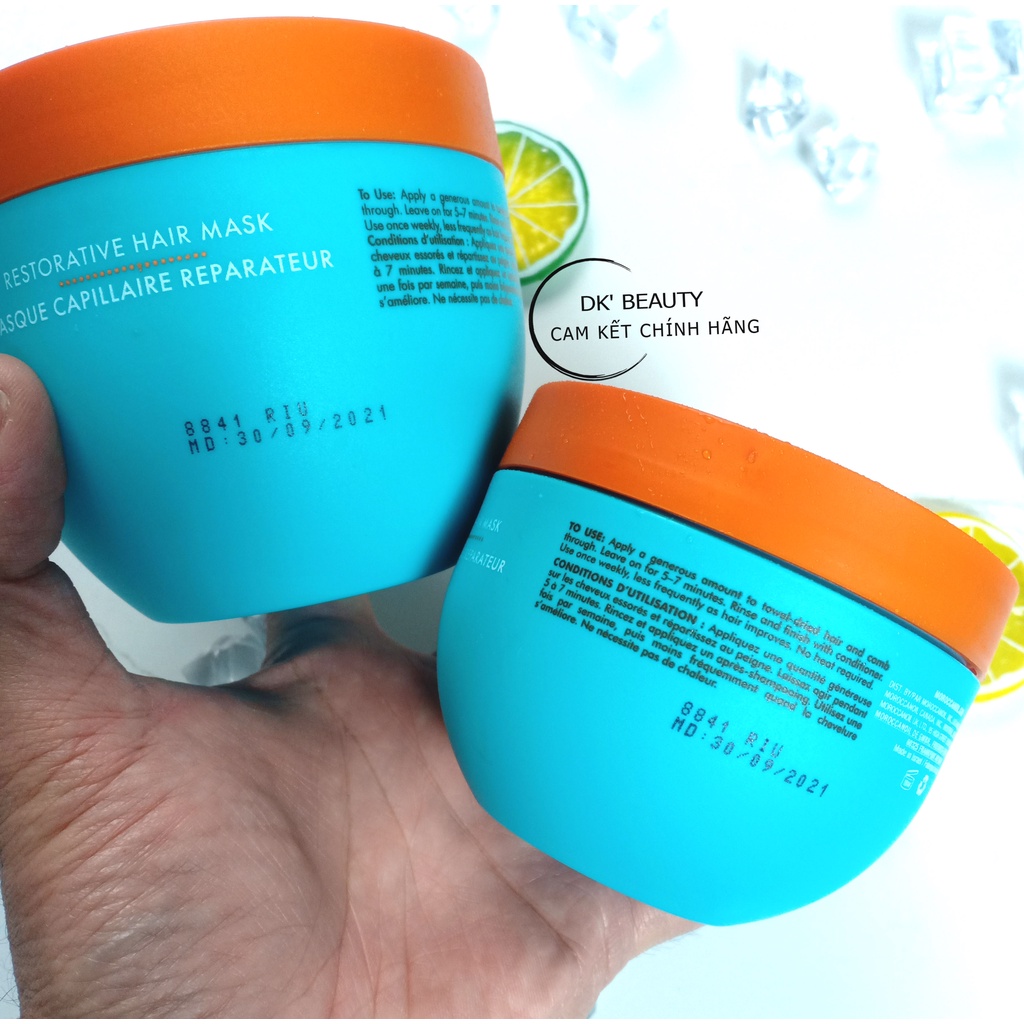 RESTORATIVE HAIR MASK
ASQUE CAPILLAIRE REPARATEUR
To Use: Apply a generous amount
through. Leave on for 5-7 minutes.
Use once weekly, less frequently as
Conditions d'utilisation : Appliquez un
cheveux essorés et répartissez au
à 7 minutes. Rincez et appliquez
une fois par semaine, puis moins
s'améliore. Ne nécessite pas de
8841 RIU
MD:30/09/2021
DK' BEAUTY
CAM KẾT CHÍNH HÃNG
MASK
PARATEUR
TO USE: Apply a generous amount to towel-dried hair and comb
through. Leave on for 5-7 minutes. Rinse and finish with conditioner.
Use once weekly, less frequently as hair improves. No heat required.
CONDITIONS D'UTILISATION : Appliquez une quantité généreuse
sur les cheveux essorés et répartissez au peigne. Laissez agir pendant
5 à 7 minutes. Rincez et appliquez un après-shampooing. Utilisez une
fois par semaine, puis moins fréquemment quand la chevelure
s'améliore. Ne nécessite pas de chaleur.
8841 RIU
MD:30/09/2021